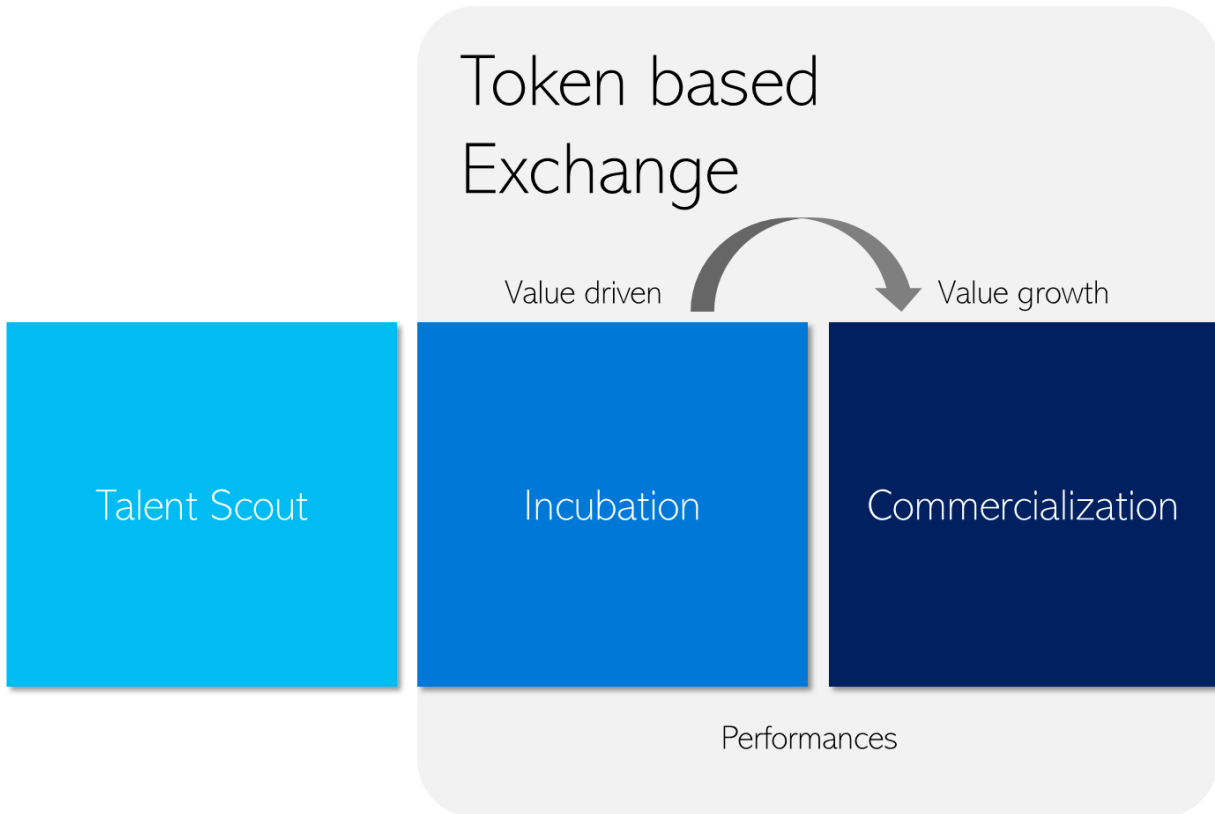 Token based
Exchange
Value driven
Value growth
Talent Scout
Incubation
Commercialization
Performances